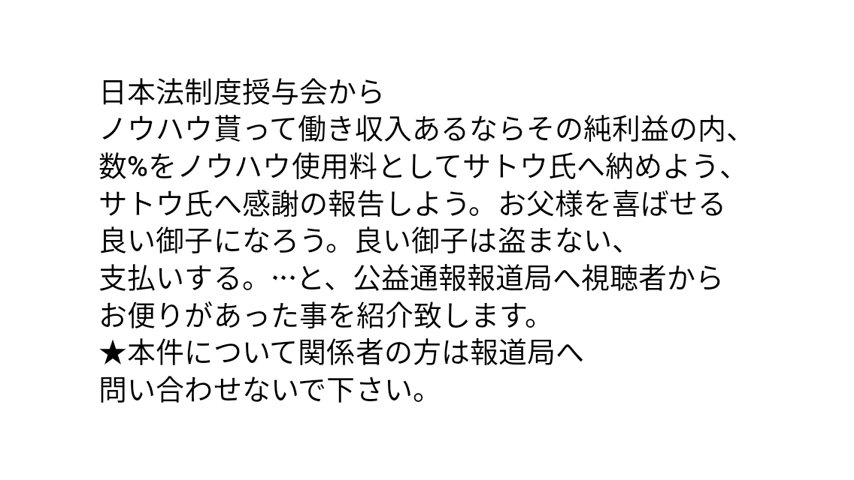 日本法制度授与会から
ノウハウ貰って働き収入あるならその純利益の内、
数%をノウハウ使用料としてサトウ氏へ納めよう、
サトウ氏へ感謝の報告しよう。お父様を喜ばせる
良い御子になろう。良い御子は盗まない、
支払いする。…と、公益通報報道局へ視聴者から
お便りがあった事を紹介致します。
★本件について関係者の方は報道局へ
問い合わせないで下さい。